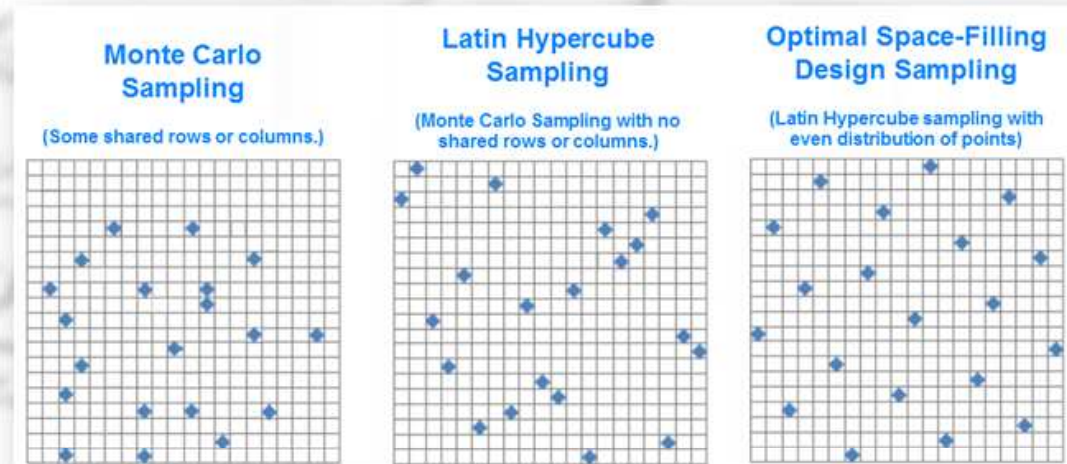 Monte Carlo
Sampling
(Some shared rows or columns.)
Latin Hypercube
Sampling
(Monte Carlo Sampling with no
shared rows or columns.)
Optimal Space-Filling
Design Sampling
(Latin Hypercube sampling with
even distribution of points)